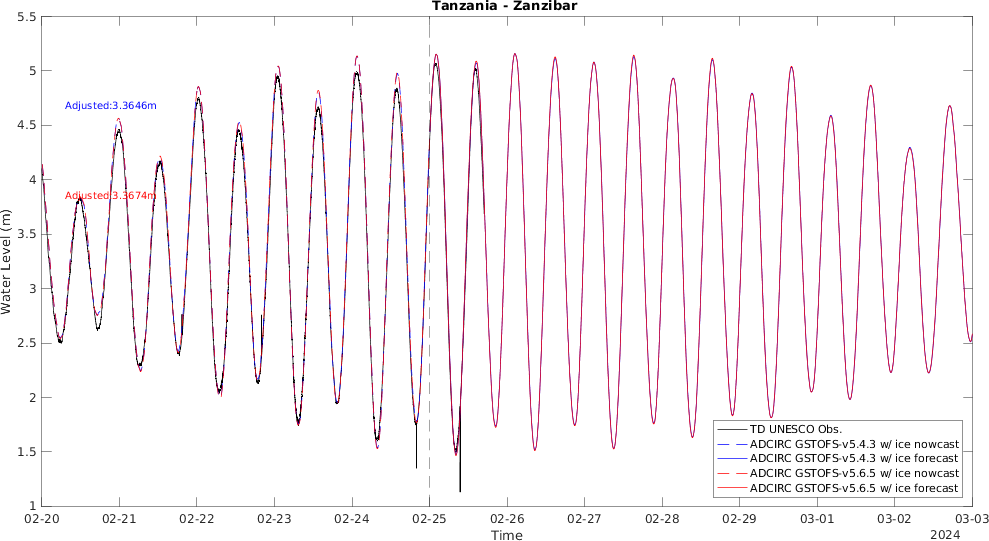 Tanzania - Zanzibar
5.5
5
4.5
4
3.5
3
2.5
2
1.5
1
Water Level (m)
Adjusted:3.3646m
Adjusted:3.3674m
TD UNESCO Obs.
ADCIRC GSTOFS-v5.4.3 w/ ice nowcast
ADCIRC GSTOFS-v5.4.3 w/ ice forecast
ADCIRC GSTOFS-v5.6.5 w/ ice nowcast
ADCIRC GSTOFS-v5.6.5 w/ ice forecast
02-20 02-21 02-22 02-23 02-24 02-25 02-26 02-27 02-28 02-29 03-01 03-02 03-03
Time
2024